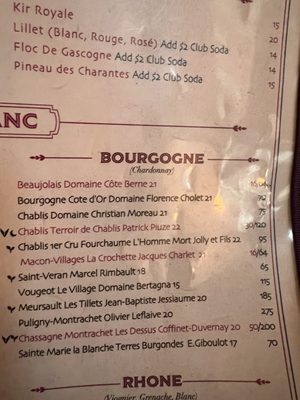 15
Kir Royale 20
Lillet (Blanc, Rouge, Rosé) Add $2 Club Soda 14
Floc De Gascogne Add $2 Club Soda 14
Pineau des Charantes Add $2 Club Soda 15
ANC
BOURGOGNE
(Chardonnay)
Beaujolais Domaine Côte Berne 21 16/64
Bourgogne Cote d'Or Domaine Florence Cholet 21 70
Chablis Domaine Christian Moreau 21 75
Chablis Terroir de Chablis Patrick Piuze 22 30/120
Chablis 1er Cru Fourchaume L'Homme Mort Jolly et Fils 22 95
Macon-Villages La Crochette Jacques Charlet 21 16/64
Saint-Veran Marcel Rimbault 18 65
Vougeot Le Village Domaine Bertagna 15 115
Meursault Les Tillets Jean-Baptiste Jessiaume 20 185
Puligny-Montrachet Olivier Leflaive 20 275
Chassagne Montrachet Les Dessus Coffinet-Duvernay 20 50/200
Sainte Marie la Blanche Terres Burgondes E.Giboulot 17 70
RHONE
(Viognier, Grenache, Blanc)